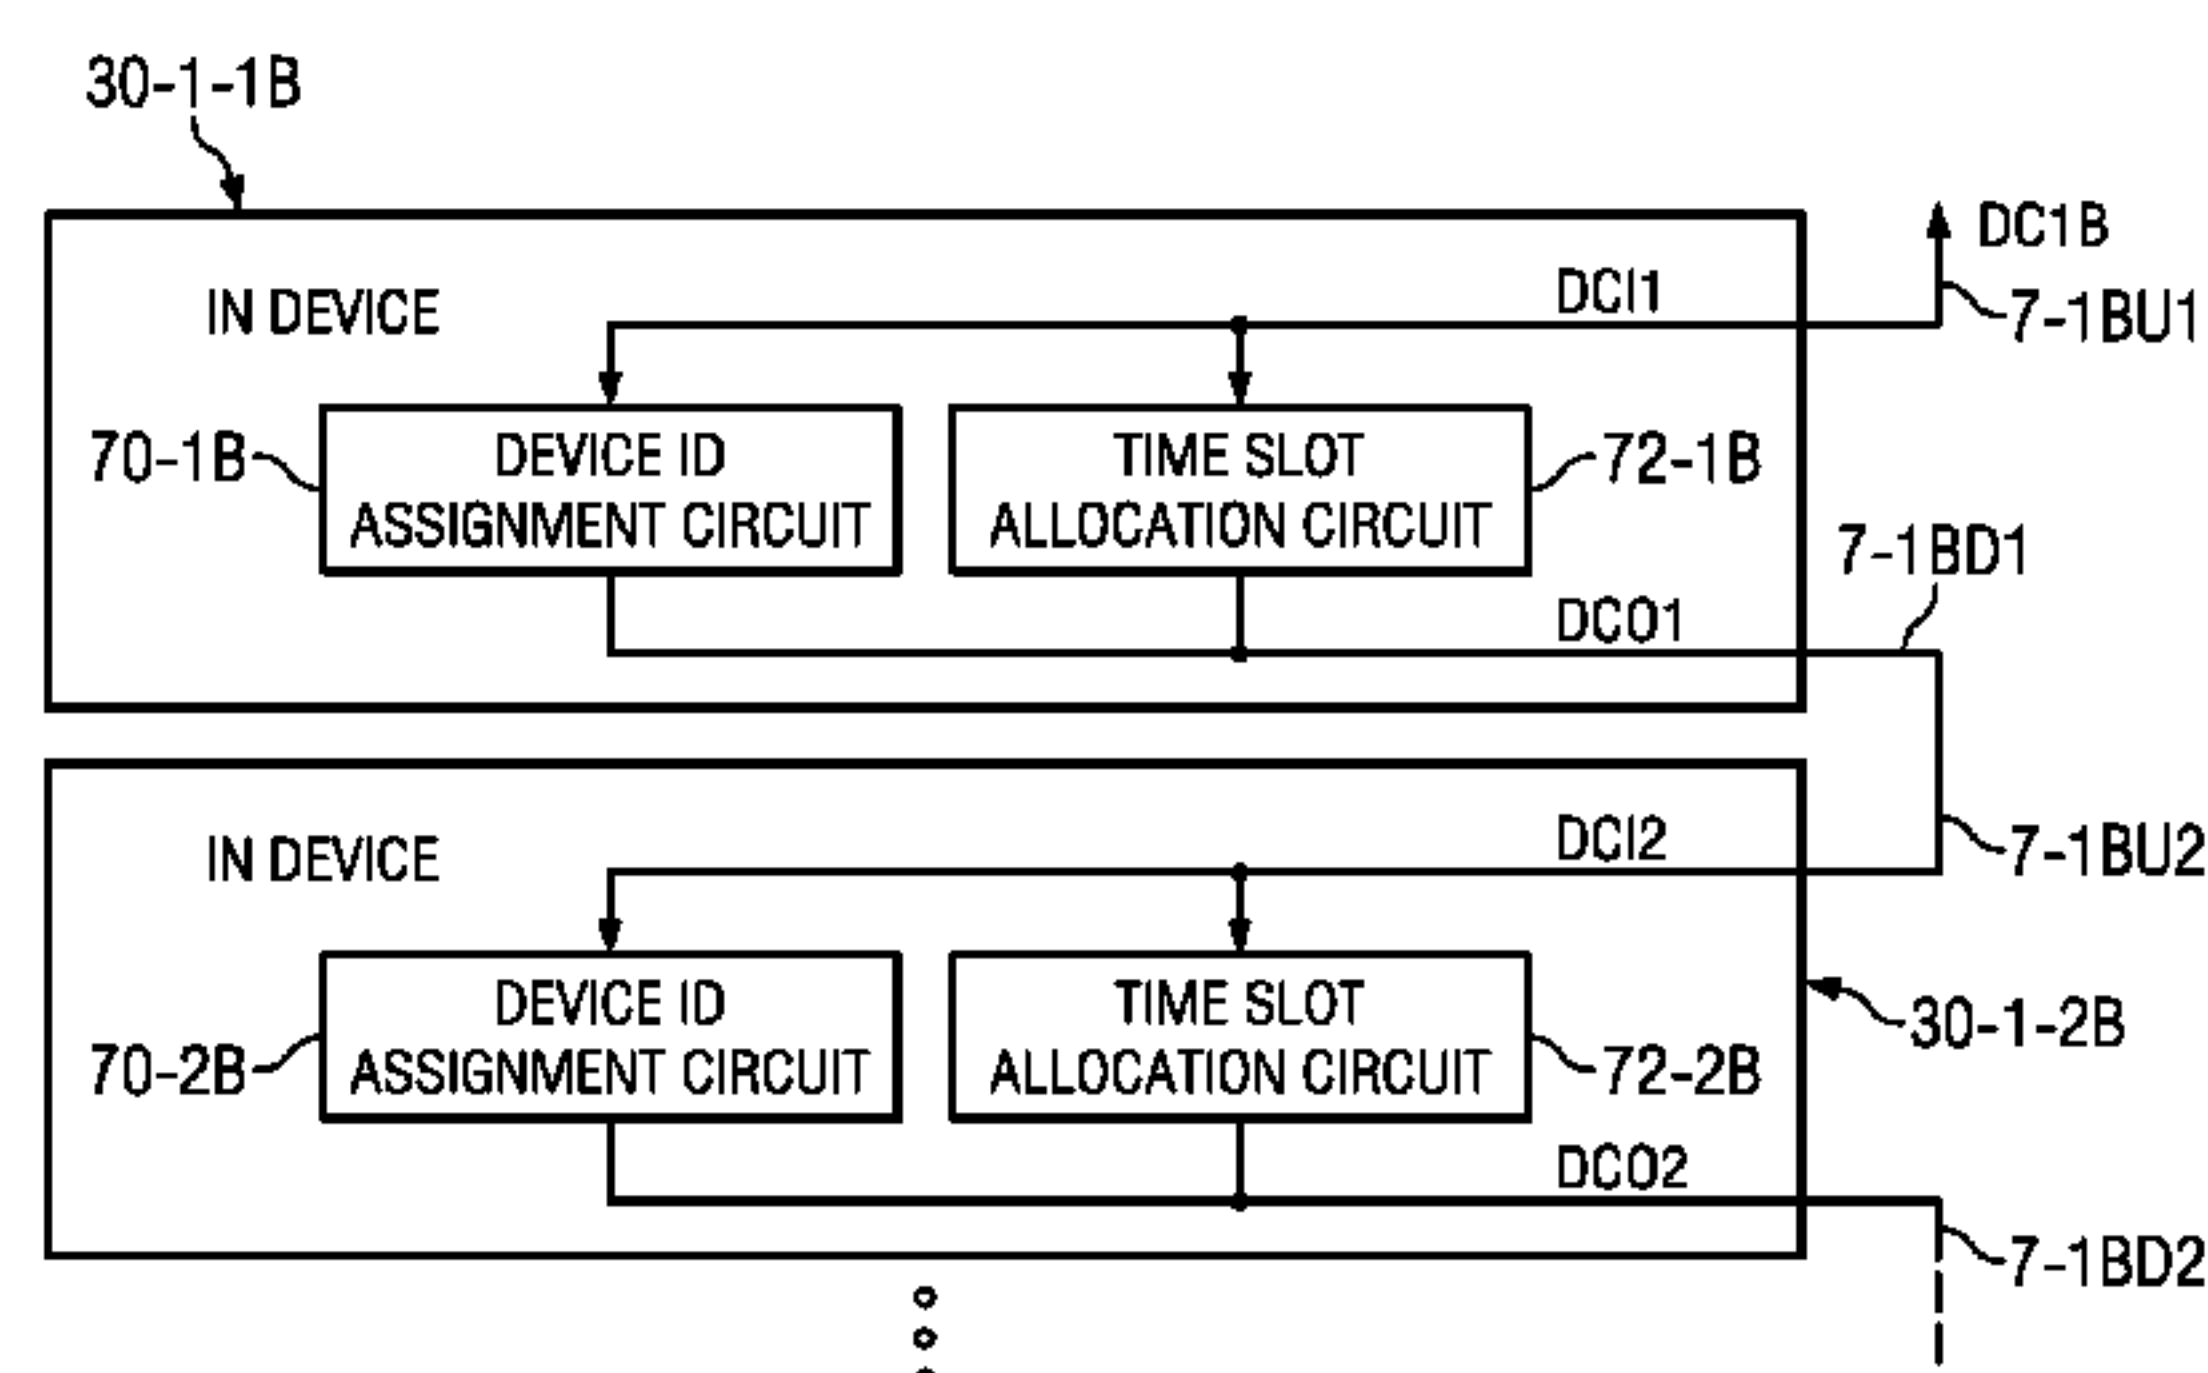 30-1-1B
DC1B
IN DEVICE
DCI1
7-1BU1
70-1B
DEVICE ID
ASSIGNMENT CIRCUIT
TIME SLOT
ALLOCATION CIRCUIT
72-1B
7-1BD1
DCO1
IN DEVICE
DCI2
7-1BU2
70-2B
DEVICE ID
ASSIGNMENT CIRCUIT
TIME SLOT
ALLOCATION CIRCUIT
72-2B
30-1-2B
DCO2
7-1BD2